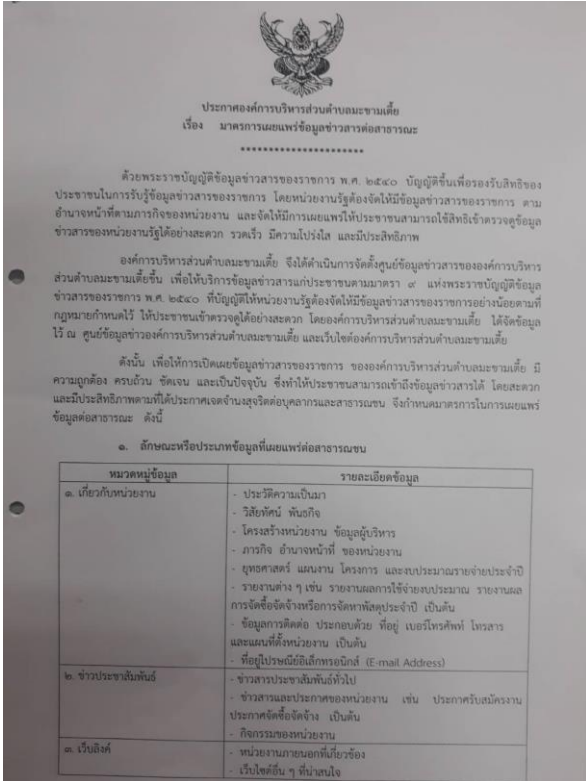 ประกาศองค์การบริหารส่วนตำบลมะขามเตี้ย
เรื่อง มาตรการเผยแพร่ข้อมูลข่าวสารต่อสาธารณะ
**********************
ด้วยพระราชบัญญัติข้อมูลข่าวสารของราชการ พ.ศ. ๒๕๔๐ บัญญัติขึ้นเพื่อรองรับสิทธิของ
ประชาชนในการรับรู้ข้อมูลข่าวสารของราชการ โดยหน่วยงานรัฐต้องจัดให้มีข้อมูลข่าวสารของราชการ ตาม
อำนาจหน้าที่ตามภารกิจของหน่วยงาน และจัดให้มีการเผยแพร่ให้ประชาชนสามารถใช้สิทธิเข้าตรวจดูข้อมูล
ข่าวสารของหน่วยงานรัฐได้อย่างสะดวก รวดเร็ว มีความโปร่งใส และมีประสิทธิภาพ
องค์การบริหารส่วนตำบลมะขามเตี้ย จึงได้ดำเนินการจัดตั้งศูนย์ข้อมูลข่าวสารขององค์การบริหาร
ส่วนตำบลมะขามเตี้ยขึ้น เพื่อให้บริการข้อมูลข่าวสารแก่ประชาชนตามมาตรา ๙ แห่งพระราชบัญญัติข้อมูล
ข่าวสารของราชการ พ.ศ. ๒๕๔๐ ที่บัญญัติให้หน่วยงานรัฐต้องจัดให้มีข้อมูลข่าวสารของราชการอย่างน้อยตามที่
กฎหมายกำหนดไว้ ให้ประชาชนเข้าตรวจดูได้อย่างสะดวก โดยองค์การบริหารส่วนตำบลมะขามเตี้ย ได้จัดข้อมูล
ไว้ ณ ศูนย์ข้อมูลข่าวองค์การบริหารส่วนตำบลมะขามเตี้ย และเว็บไซต์องค์การบริหารส่วนตำบลมะขามเตี้ย
ดังนั้น เพื่อให้การเปิดเผยข้อมูลข่าวสารของราชการ ขององค์การบริหารส่วนตำบลมะขามเตี้ย มี
ความถูกต้อง ครบถ้วน ชัดเจน และเป็นปัจจุบัน ซึ่งทำให้ประชาชนสามารถเข้าถึงข้อมูลข่าวสารได้ โดยสะดวก
และมีประสิทธิภาพตามที่ได้ประกาศเจตจำนงสุจริตต่อบุคลากรและสาธารณชน จึงกำหนดมาตรการในการเผยแพร่
ข้อมูลต่อสาธารณะ ดังนี้
๑. ลักษณะหรือประเภทข้อมูลที่เผยแพร่ต่อสาธารณชน
หมวดหมู่ข้อมูล
รายละเอียดข้อมูล
๑. เกี่ยวกับหน่วยงาน
- ประวัติความเป็นมา
- วิสัยทัศน์ พันธกิจ
- โครงสร้างหน่วยงาน ข้อมูลผู้บริหาร
- ภารกิจ อำนาจหน้าที่ ของหน่วยงาน
- ยุทธศาสตร์ แผนงาน โครงการ และงบประมาณรายจ่ายประจำปี
- รายงานต่าง ๆ เช่น รายงานผลการใช้จ่ายงบประมาณ รายงานผล
การจัดซื้อจัดจ้างหรือการจัดหาพัสดุประจำปี เป็นต้น
- ข้อมูลการติดต่อ ประกอบด้วย ที่อยู่ เบอร์โทรศัพท์ โทรสาร
และแผนที่ตั้งหน่วยงาน เป็นต้น
- ที่อยู่ไปรษณีย์อิเล็กทรอนิกส์ (E-mail Address)
๒. ข่าวประชาสัมพันธ์
- ข่าวสารประชาสัมพันธ์ทั่วไป
- ข่าวสารและประกาศของหน่วยงาน เช่น ประกาศรับสมัครงาน
ประกาศจัดซื้อจัดจ้าง เป็นต้น
- กิจกรรมของหน่วยงาน
๓. เว็บลิงค์
- หน่วยงานภายนอกที่เกี่ยวข้อง
- เว็บไซต์อื่น ๆ ที่น่าสนใจ